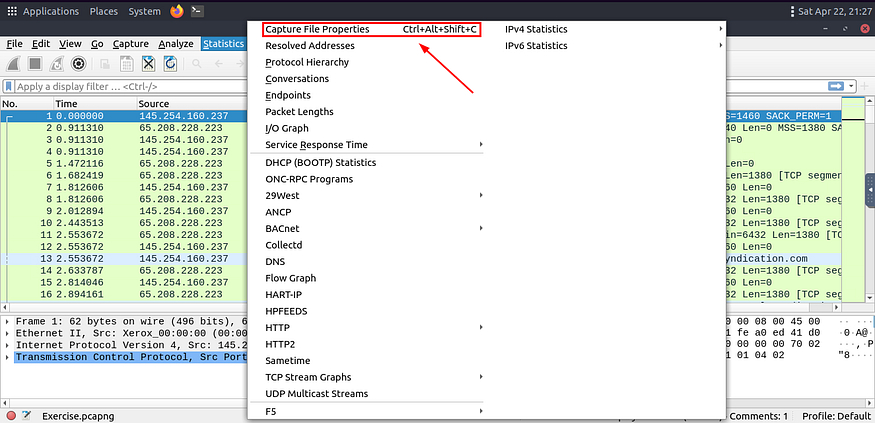 Applications Places System Sat Apr 22, 21:27
File Edit View Go Capture Analyze Statistics
Apply a display filter … <Ctrl-/>
No. Time Source
1 0.000000 145.254.160.237 S=1460 SACK_PERM=1
2 0.911310 65.208.228.223 40 Len=0 MSS=1380 SA
3 0.911310 145.254.160.237 n=0
4 0.911310 145.254.160.237
5 1.472116 65.208.228.223 Len=0
6 1.682419 65.208.228.223 Len=1380 [TCP segmen
7 1.812606 145.254.160.237 60 Len=0
8 1.812606 65.208.228.223 32 Len=1380 [TCP seg
9 2.012894 145.254.160.237 60 Len=0
10 2.443513 65.208.228.223 32 Len=1380 [TCP seg
11 2.553672 65.208.228.223 in=6432 Len=1380 [TC
12 2.553672 145.254.160.237 60 Len=0
13 2.553672 145.254.160.237 yndication.com
14 2.633787 65.208.228.223 32 Len=1380 [TCP seg
15 2.814046 145.254.160.237 60 Len=0
16 2.894161 65.208.228.223 32 Len=1380 [TCP seg
Capture File Properties Ctrl+Alt+Shift+C
Resolved Addresses
Protocol Hierarchy
Conversations
Endpoints
Packet Lengths
I/O Graph
Service Response Time
DHCP (BOOTP) Statistics
ONC-RPC Programs
29West
ANCP
BACnet
Collectd
DNS
Flow Graph
HART-IP
HPFEEDS
HTTP
HTTP2
Sametime
TCP Stream Graphs
UDP Multicast Streams
F5
IPv4 Statistics
IPv6 Statistics
Frame 1: 62 bytes on wire (496 bits), 6
Ethernet II, Src: Xerox_00:00:00 (00:00
Internet Protocol Version 4, Src: 145.2
Transmission Control Protocol, Src Port
00 00 08 00 45 00
fe a0 ed 41 d0 0 A@
00 00 00 70 02 , P
01 01 04 02 "8
Exercise.pcapng Comments: 1 Profile: Default